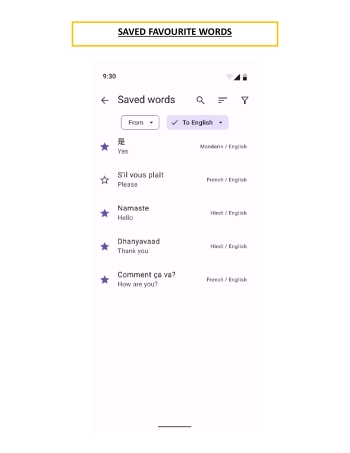 SAVED FAVOURITE WORDS
9:30
Saved words
From
To English
是
Yes
Mandarin / English
S'il vous plaît
Please
French / English
Namaste
Hello
Hindi / English
Dhanyavaad
Thank you
Hindi / English
Comment ça va?
How are you?
French / English